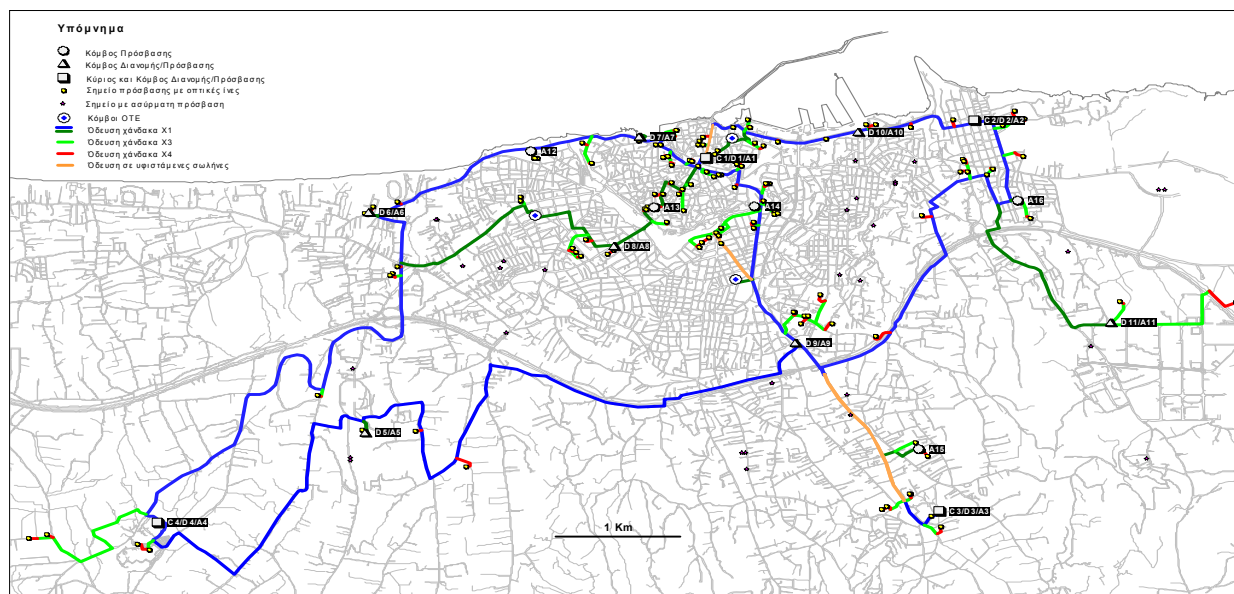 Υπόμνημα
Κόμβος Πρόσβασης
Κόμβος Διανομής/Πρόσβασης
Κύριος και Κόμβος Διανομής/Πρόσβασης
Σημείο πρόσβασης με οπτικές ίνες
Σημείο με ασύρματη πρόσβαση
Κόμβοι ΟΤΕ
Όδευση χάνδακα Χ1
Όδευση χάνδακα Χ3
Όδευση χάνδακα Χ4
Όδευση σε υφιστάμενες σωλήνες
C2/D2/A2
D10/A10
D7/A7
A12
C1/D1/A1
A16
A13
A14
D6/A6
D8/A8
D11/A11
D9/A9
D5/A5
A15
C3/D3/A3
C4/D4/A4
1 Km